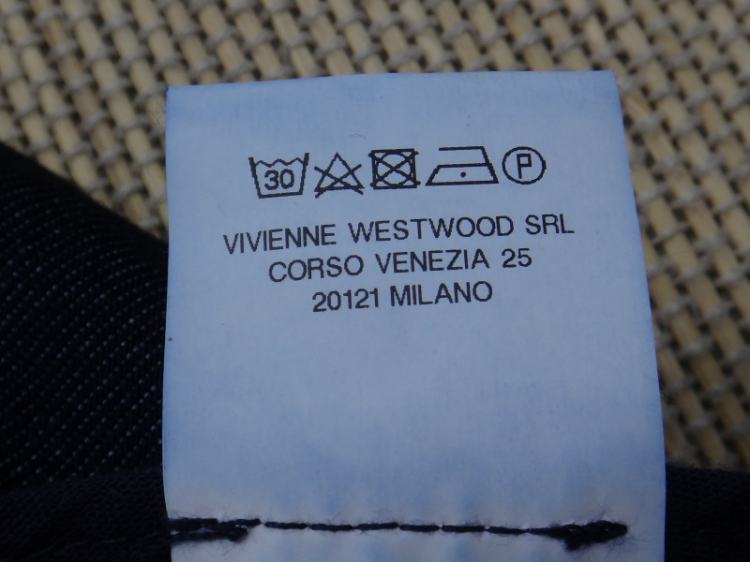 30 P
VIVIENNE WESTWOOD SRL
CORSO VENEZIA 25
20121 MILANO